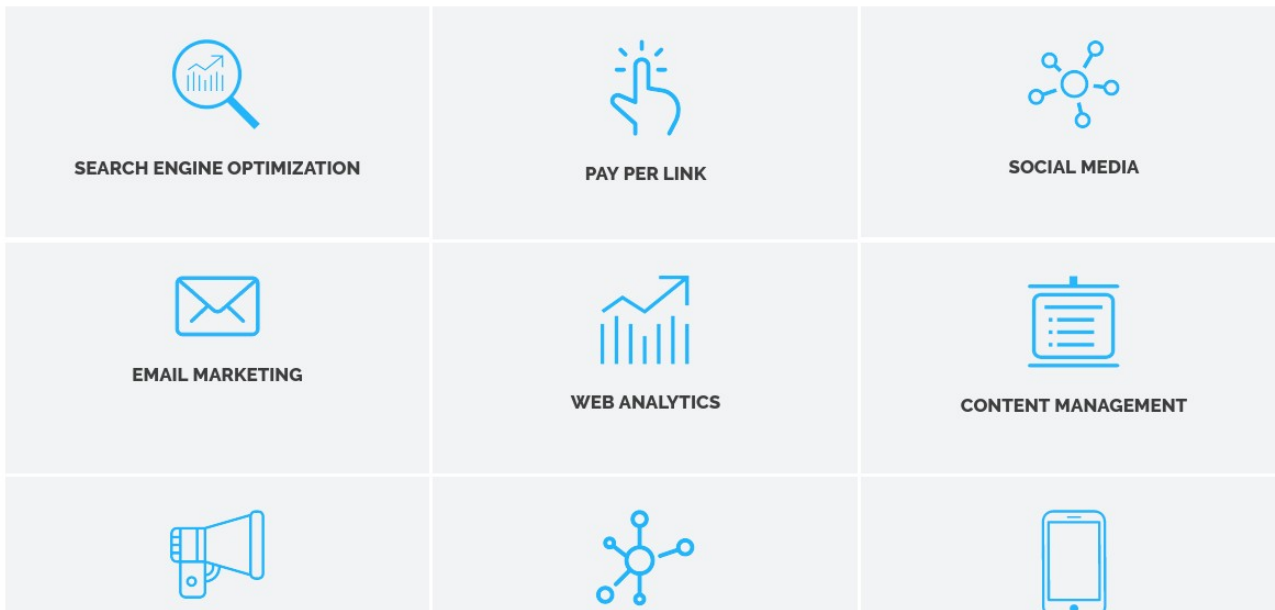 SEARCH ENGINE OPTIMIZATION
PAY PER LINK
SOCIAL MEDIA
EMAIL MARKETING
WEB ANALYTICS
CONTENT MANAGEMENT